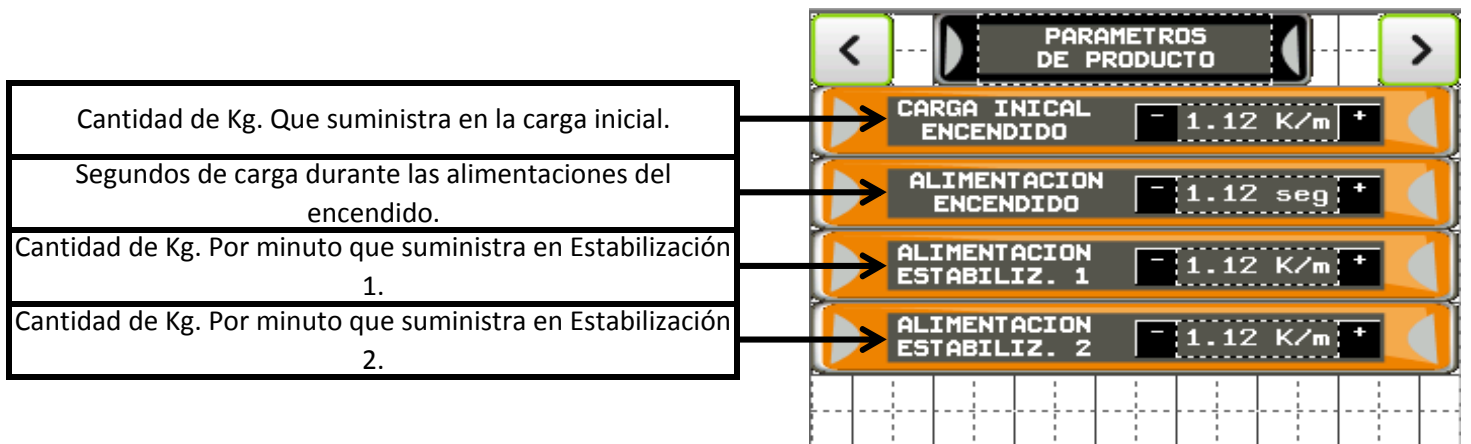 Cantidad de Kg. Que suministra en la carga inicial.
Segundos de carga durante las alimentaciones del
encendido.
Cantidad de Kg. Por minuto que suministra en Estabilización
1.
Cantidad de Kg. Por minuto que suministra en Estabilización
2.
<
PARAMETROS
DE PRODUCTO
>
CARGA INICAL
ENCENDIDO
- 1.12 K/m +
ALIMENTACION
ENCENDIDO
- 1.12 seg +
ALIMENTACION
ESTABILIZ. 1
- 1.12 K/m +
ALIMENTACION
ESTABILIZ. 2
- 1.12 K/m +